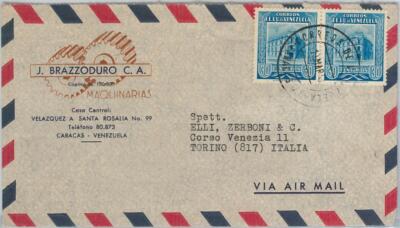 J. BRAZZODURO C. A.
MAQUINARIAS
Casa Central:
VELAZQUEZ A SANTA ROSALIA No. 99
Teléfono 80.873
CARACAS - VENEZUELA
CORREOS
EE.UU. DE VENEZUELA
CORREOS
EE.UU. DE VENEZUELA
Spett.
ELLI, ZERBONI & C.
Corso Venezia 11
TORINO (817) ITALIA
VIA AIR MAIL